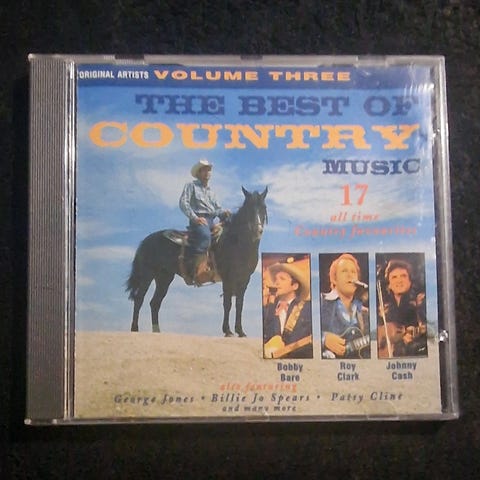 ORIGINAL ARTISTS VOLUME THREE
THE BEST OF
COUNTRY
MUSIC
17
all time
Country favourites
Bobby Bare
Roy Clark
Johnny Cash
also featuring
George Jones • Billie Jo Spears • Patsy Cline
and many more